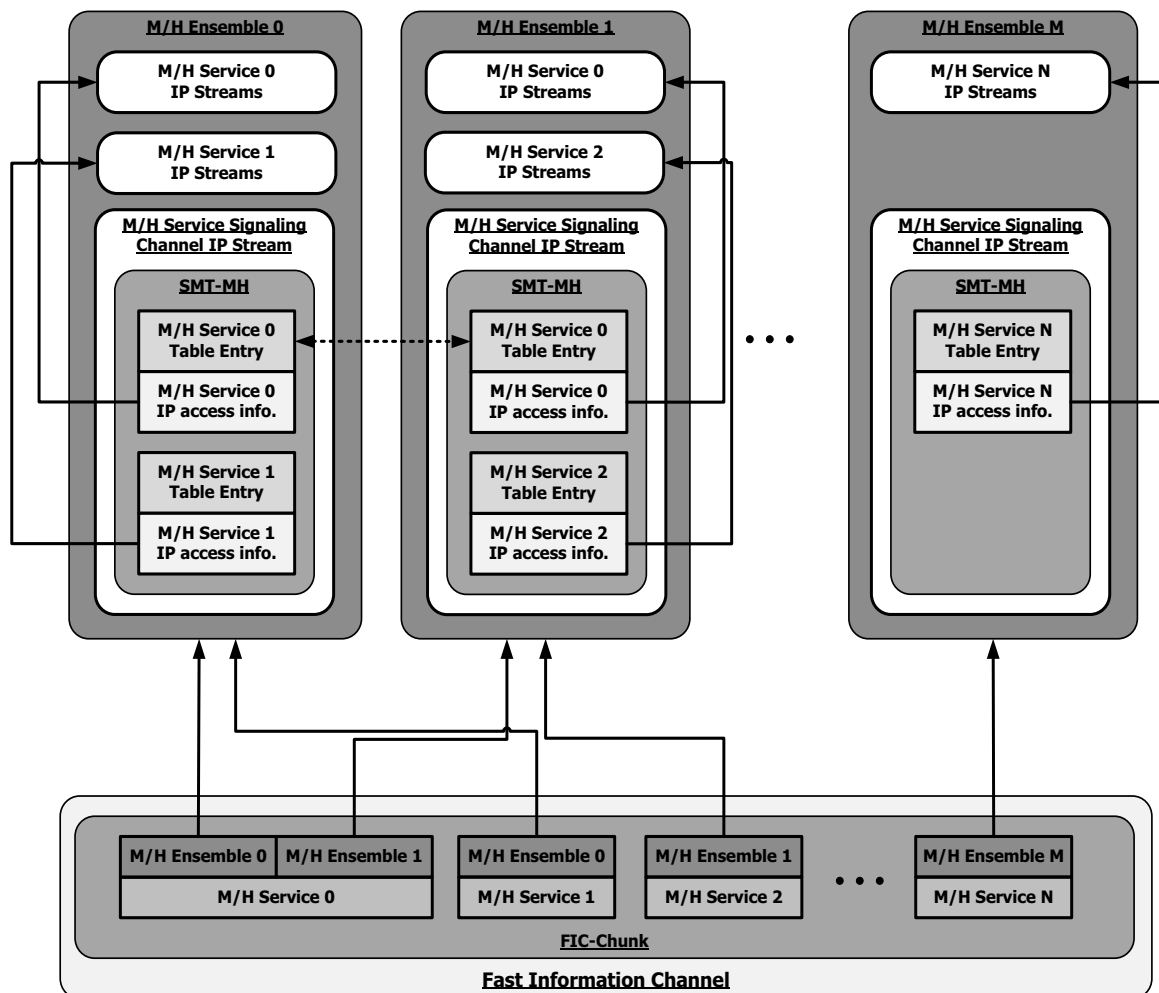 M/H Ensemble 0
M/H Service 0
IP Streams
M/H Service 1
IP Streams
M/H Service Signaling
Channel IP Stream
SMT-MH
M/H Service 0
Table Entry
M/H Service 0
IP access info.
M/H Service 1
Table Entry
M/H Service 1
IP access info.
M/H Ensemble 1
M/H Service 0
IP Streams
M/H Service 2
IP Streams
M/H Service Signaling
Channel IP Stream
SMT-MH
M/H Service 0
Table Entry
M/H Service 0
IP access info.
M/H Service 2
Table Entry
M/H Service 2
IP access info.
• • •
M/H Ensemble M
M/H Service N
IP Streams
M/H Service Signaling
Channel IP Stream
SMT-MH
M/H Service N
Table Entry
M/H Service N
IP access info.
M/H Ensemble 0
M/H Ensemble 1
M/H Service 0
M/H Ensemble 0
M/H Service 1
M/H Ensemble 1
M/H Service 2
• • •
M/H Ensemble M
M/H Service N
FIC-Chunk
Fast Information Channel